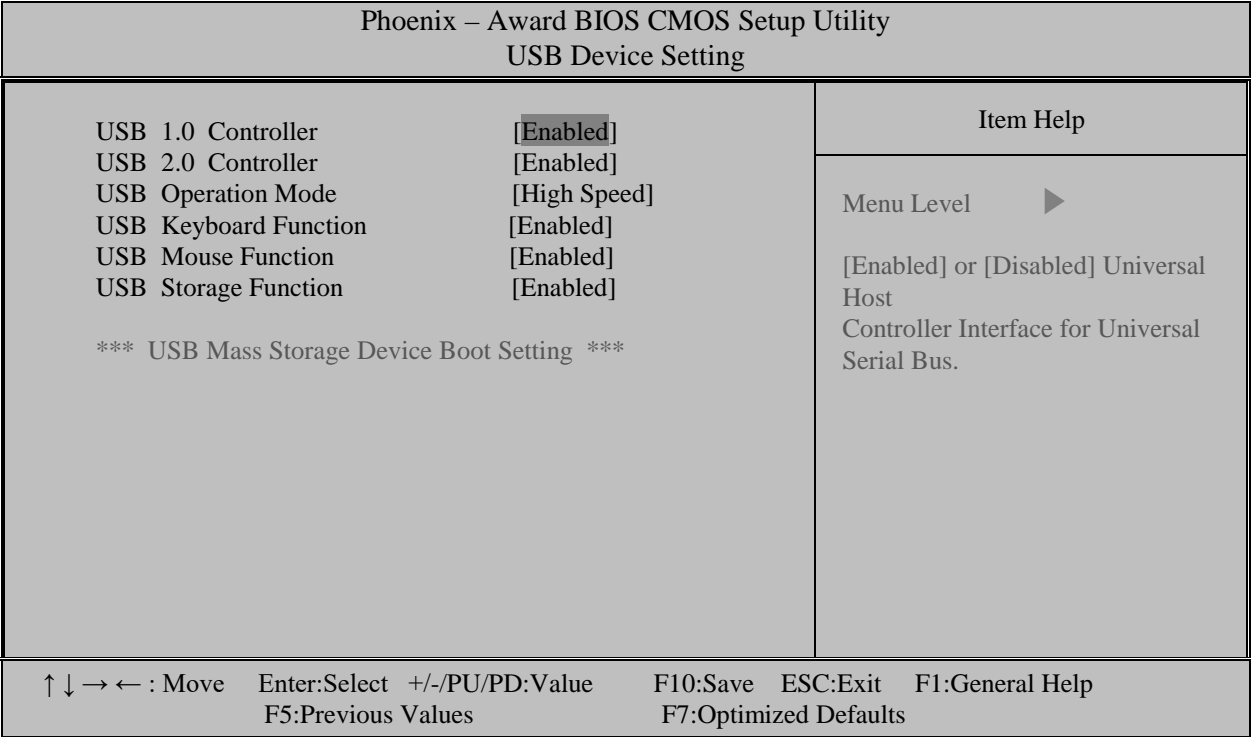 Phoenix – Award BIOS CMOS Setup Utility
USB Device Setting
USB 1.0 Controller [Enabled]
USB 2.0 Controller [Enabled]
USB Operation Mode [High Speed]
USB Keyboard Function [Enabled]
USB Mouse Function [Enabled]
USB Storage Function [Enabled]
*** USB Mass Storage Device Boot Setting ***
Item Help
Menu Level ▶
[Enabled] or [Disabled] Universal
Host
Controller Interface for Universal
Serial Bus.
↑ ↓ → ← : Move Enter:Select +/-/PU/PD:Value F10:Save ESC:Exit F1:General Help
F5:Previous Values F7:Optimized Defaults